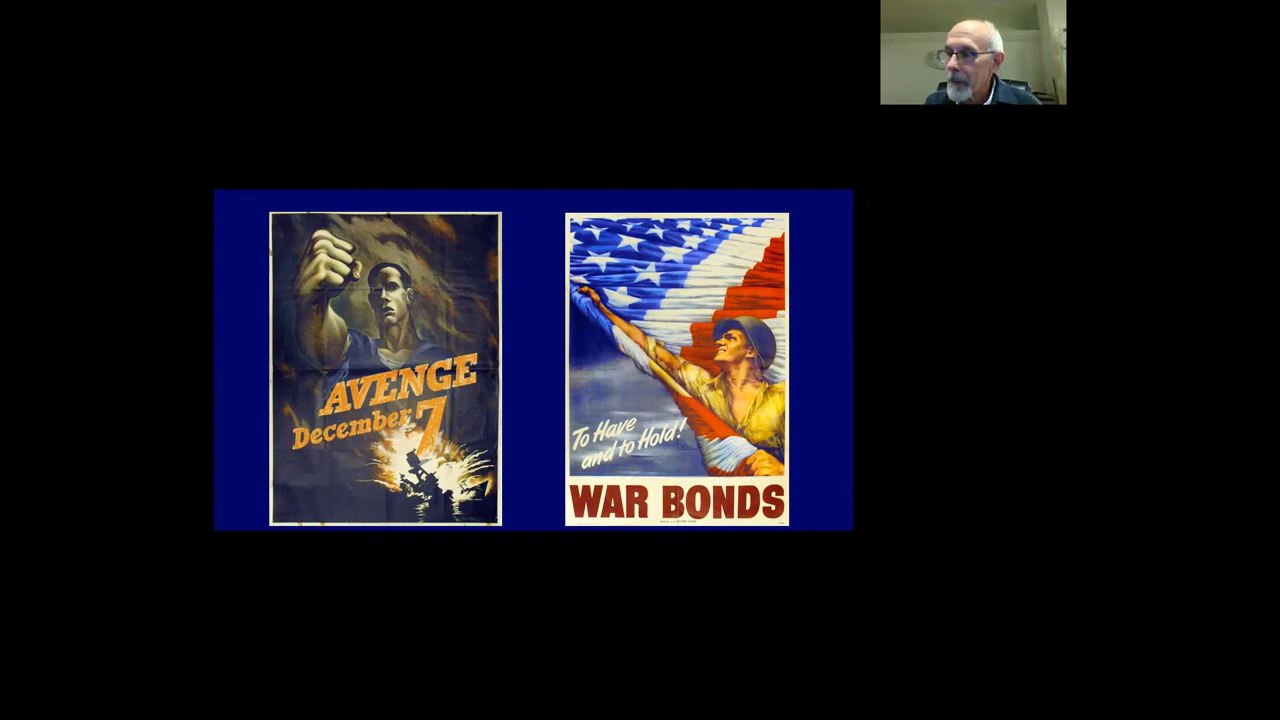 AVENGE
December 7
To Have
and to Hold!
WAR BONDS